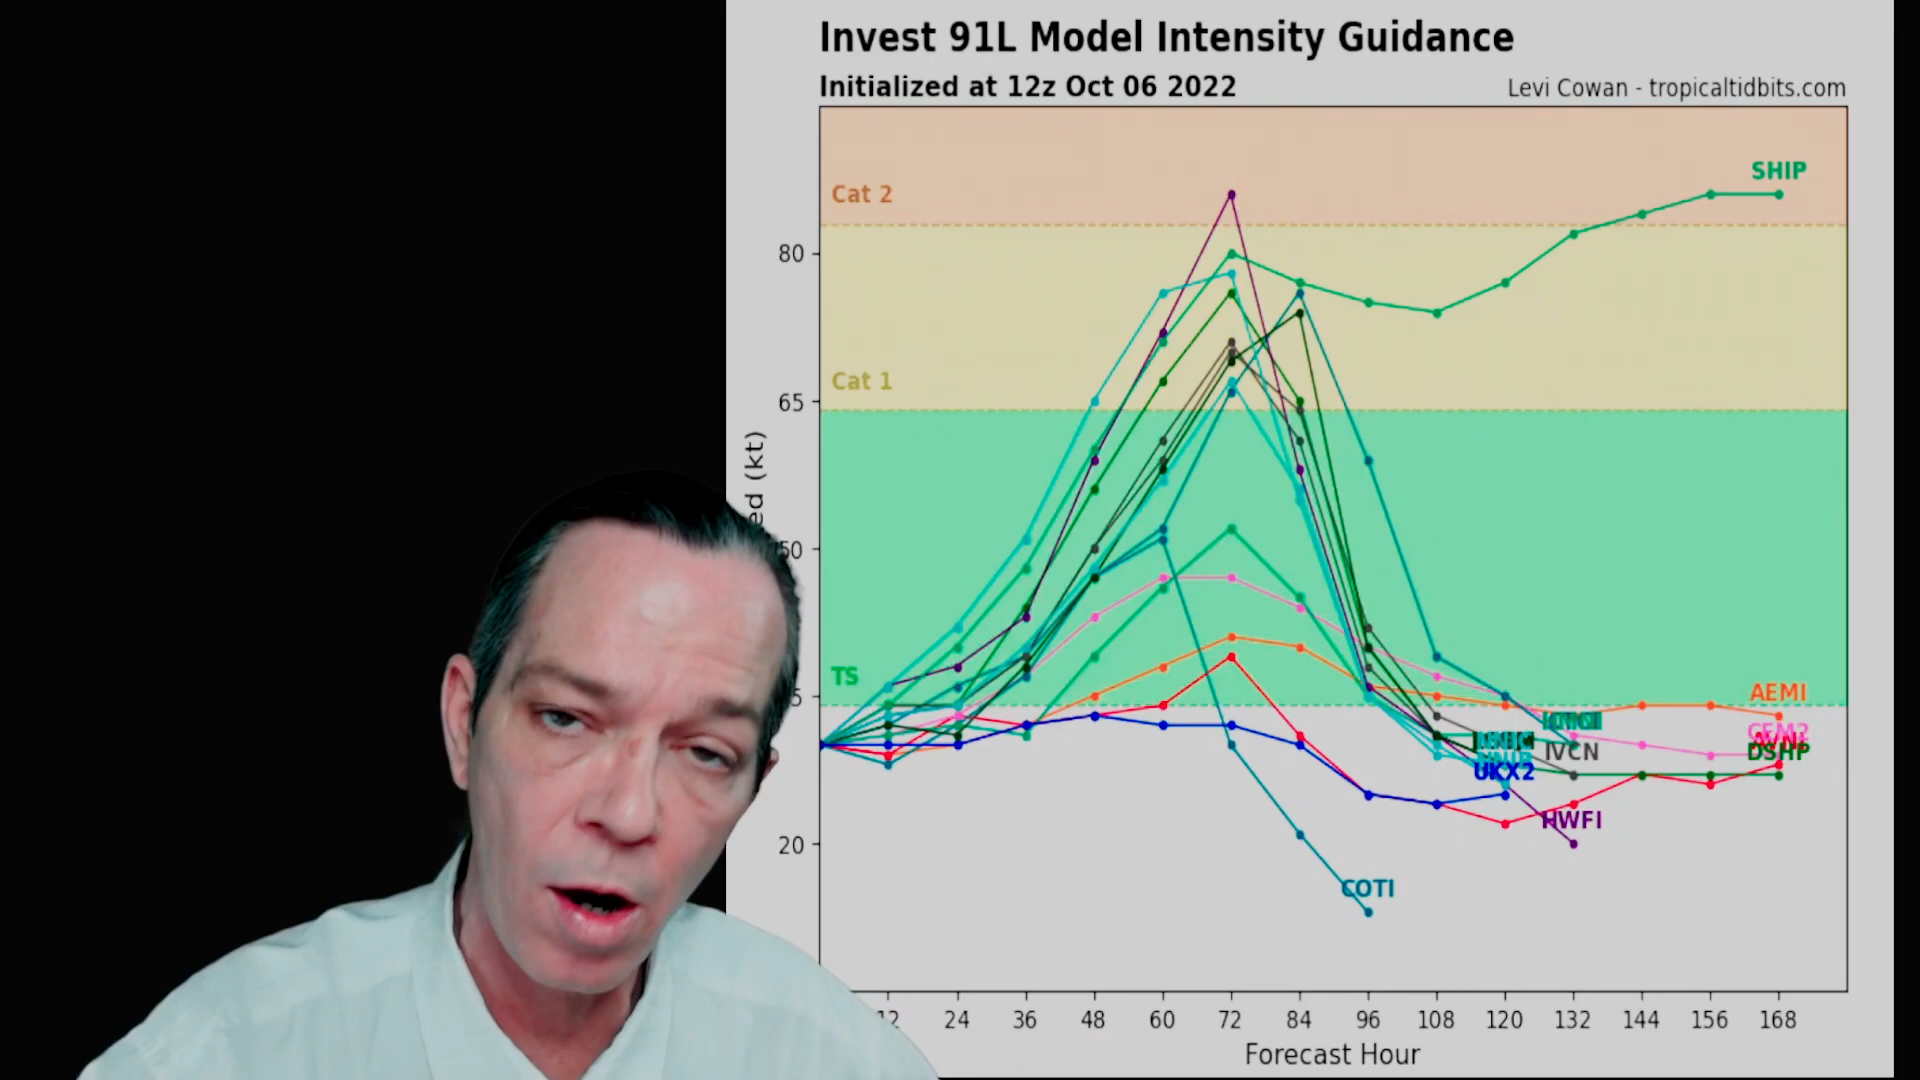 Invest 91L Model Intensity Guidance
Initialized at 12z Oct 06 2022
Levi Cowan - tropicaltidbits.com
SHIP
Cat 2
80
Cat 1
65
(kt)
50
TS
AEMI
DSHP
IVCN
UKX2
HWFI
20
COTI
24 36 48 60 72 84 96 108 120 132 144 156 168
Forecast Hour